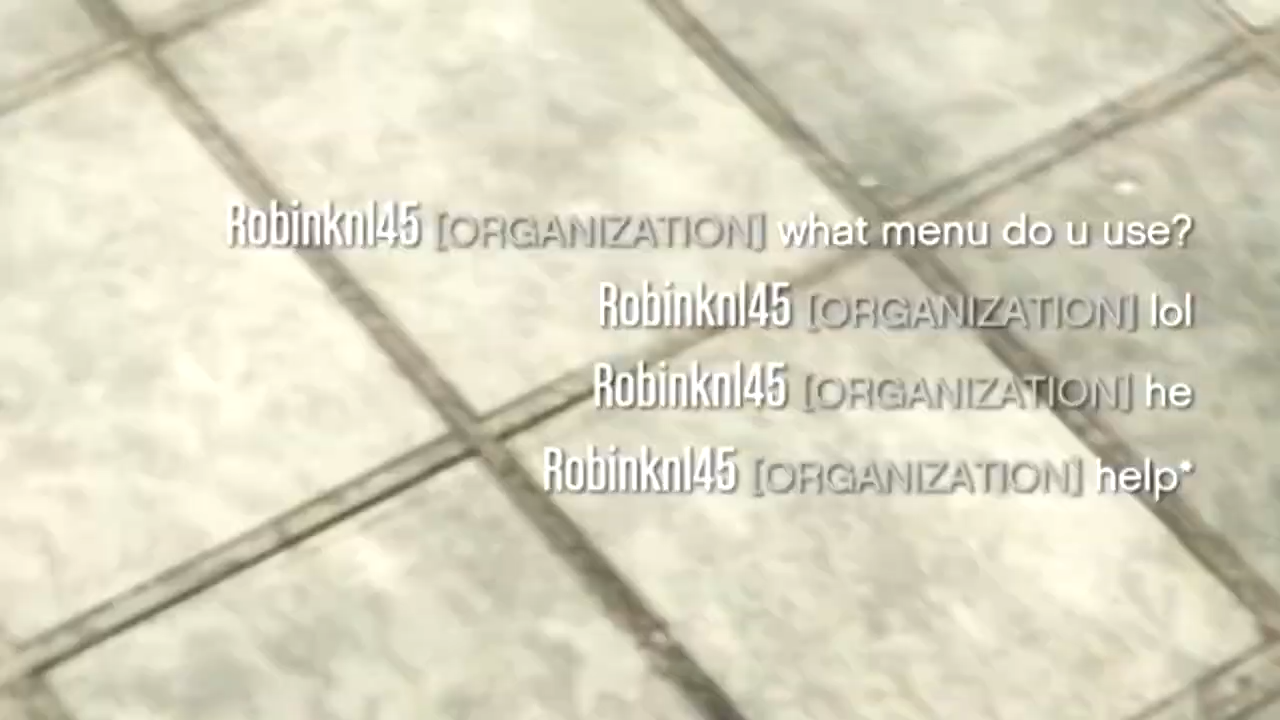 Robinknl45 [ORGANIZATION] what menu do u use?
Robinknl45 [ORGANIZATION] lol
Robinknl45 [ORGANIZATION] he
Robinknl45 [ORGANIZATION] help*